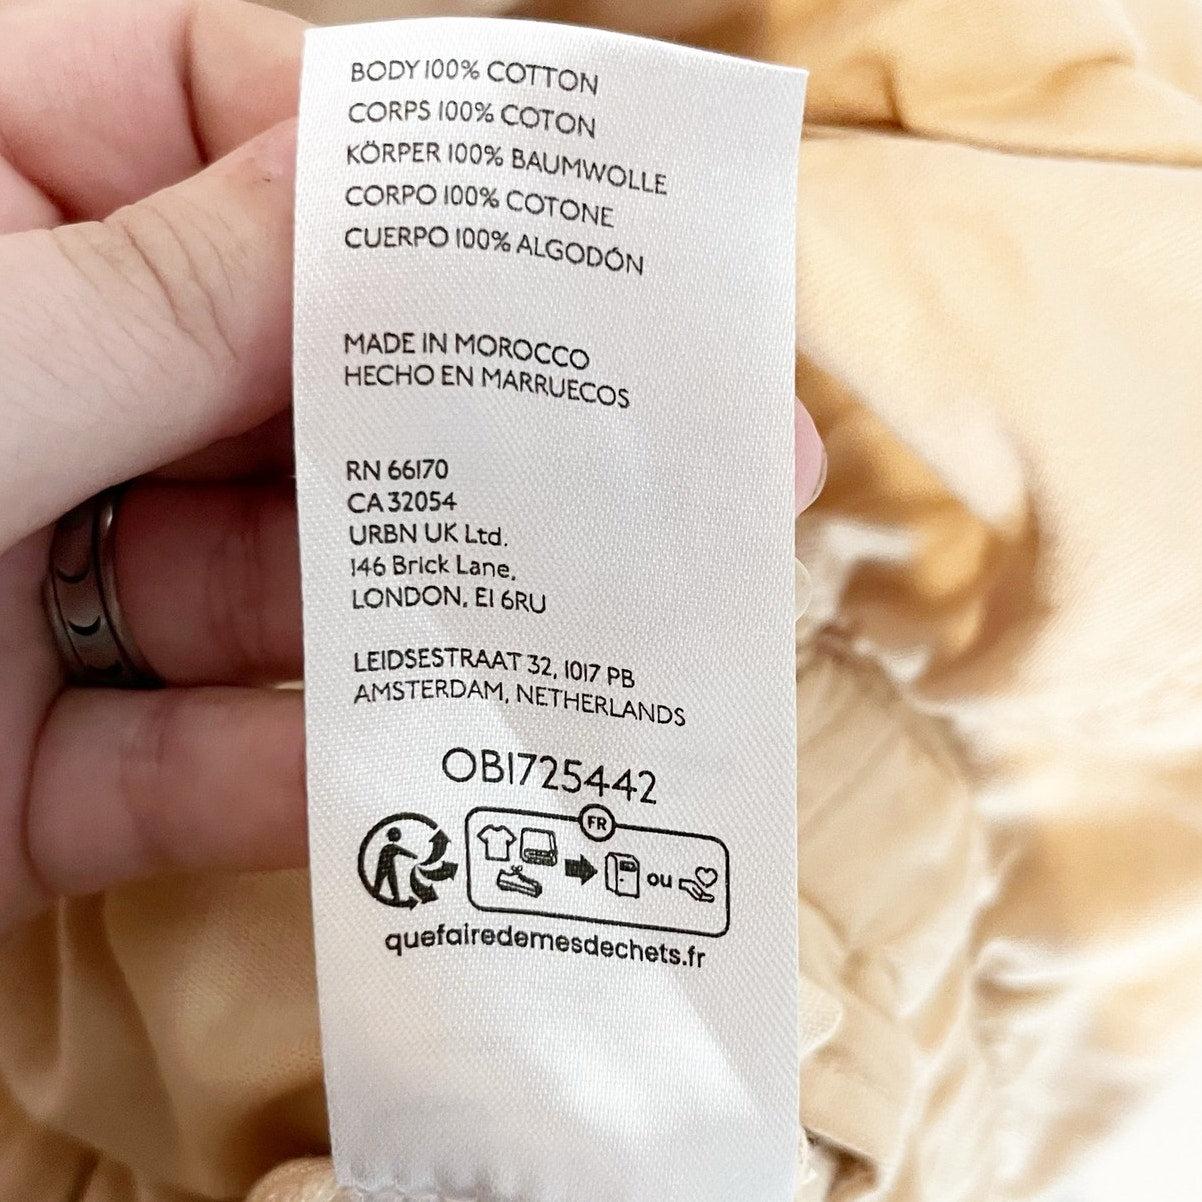 BODY 100% COTTON
CORPS 100% COTON
KÖRPER 100% BAUMWOLLE
CORPO 100% COTONE
CUERPO 100% ALGODÓN
MADE IN MOROCCO
HECHO EN MARRUECOS
RN 66170
CA 32054
URBN UK Ltd.
146 Brick Lane,
LONDON, E1 6RU
LEIDSESTRAAT 32, 1017 PB
AMSTERDAM, NETHERLANDS
OB1725442
FR
ou
quefairedemesdechets.fr